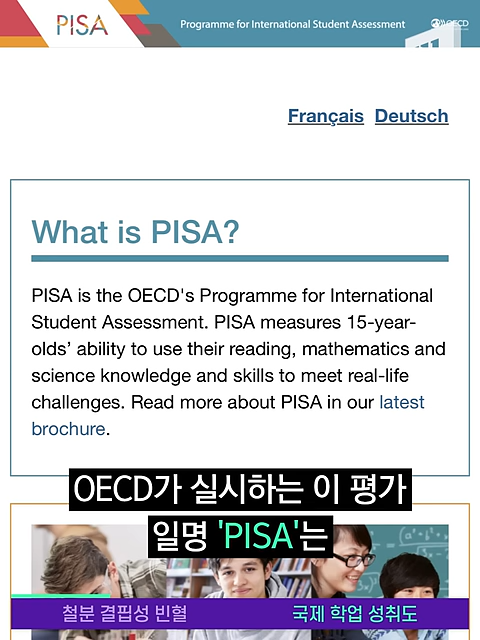 PISA
Programme for International Student Assessment
OECD
Français Deutsch
What is PISA?
PISA is the OECD's Programme for International
Student Assessment. PISA measures 15-year-
olds’ ability to use their reading, mathematics and
science knowledge and skills to meet real-life
challenges. Read more about PISA in our latest
brochure.
OECD가 실시하는 이 평가
일명 'PISA'는
철분 결핍성 빈혈
국제 학업 성취도